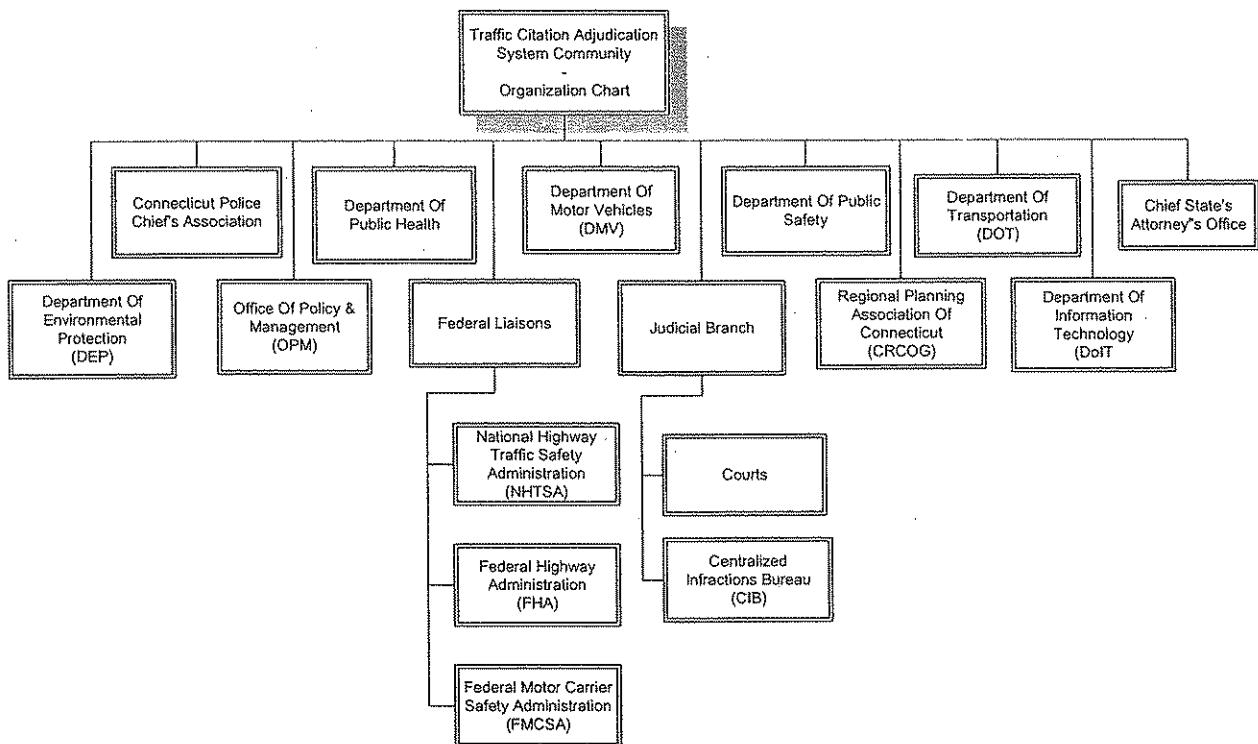 Traffic Citation Adjudication
System Community
-
Organization Chart
Connecticut Police
Chief's Association
Department Of
Public Health
Department Of
Motor Vehicles
(DMV)
Department Of Public
Safety
Department Of
Transportation
(DOT)
Chief State's
Attorney"s Office
Department Of
Environmental
Protection
(DEP)
Office Of Policy &
Management
(OPM)
Federal Liaisons
Judicial Branch
Regional Planning
Association Of
Connecticut
(CRCOG)
Department Of
Information
Technology
(DoIT
National Highway
Traffic Safety
Administration
(NHTSA)
Federal Highway
Administration
(FHA)
Federal Motor Carrier
Safety Administration
(FMCSA)
Courts
Centralized
Infractions Bureau
(CIB)